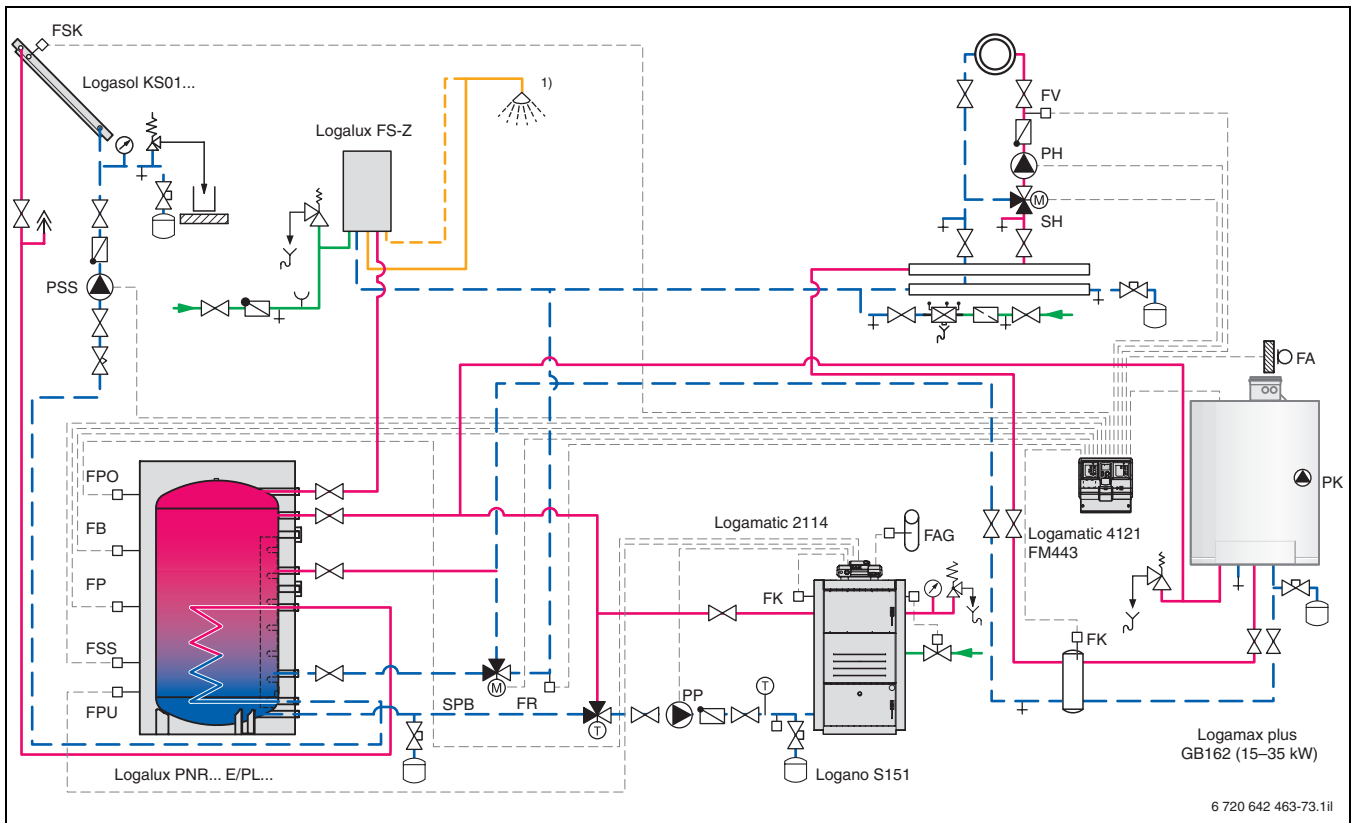 FSK
Logasol KS01...
1)
Logalux FS-Z
FV
PH
M
SH
PSS
FA
FPO
FB
FP
FSS
FPU
Logamatic 2114
FAG
Logamatic 4121
FM443
PK
FK
FK
M
SPB
FR
T
PP
T
Logalux PNR... E/PL...
Logano S151
Logamax plus
GB162 (15–35 kW)
6 720 642 463-73.1il